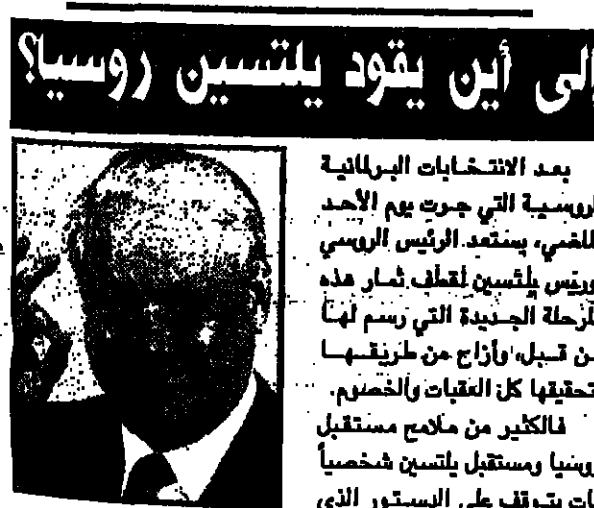 إلى أين يقود يلتسين روسيا؟
بعد الانتخابات البرلمانية
الروسية التي جرت يوم الأحد
الماضي، يستعد الرئيس الروسي
بوريس يلتسين لقطف ثمار هذه
المرحلة الجديدة التي رسم لها
من قبل، وأزاح من طريقها
لتحقيقها كل العقبات والخصوم.
فالكثير من ملامح مستقبل
روسيا ومستقبل يلتسين شخصياً
بات يتوقف على الدستور الذي